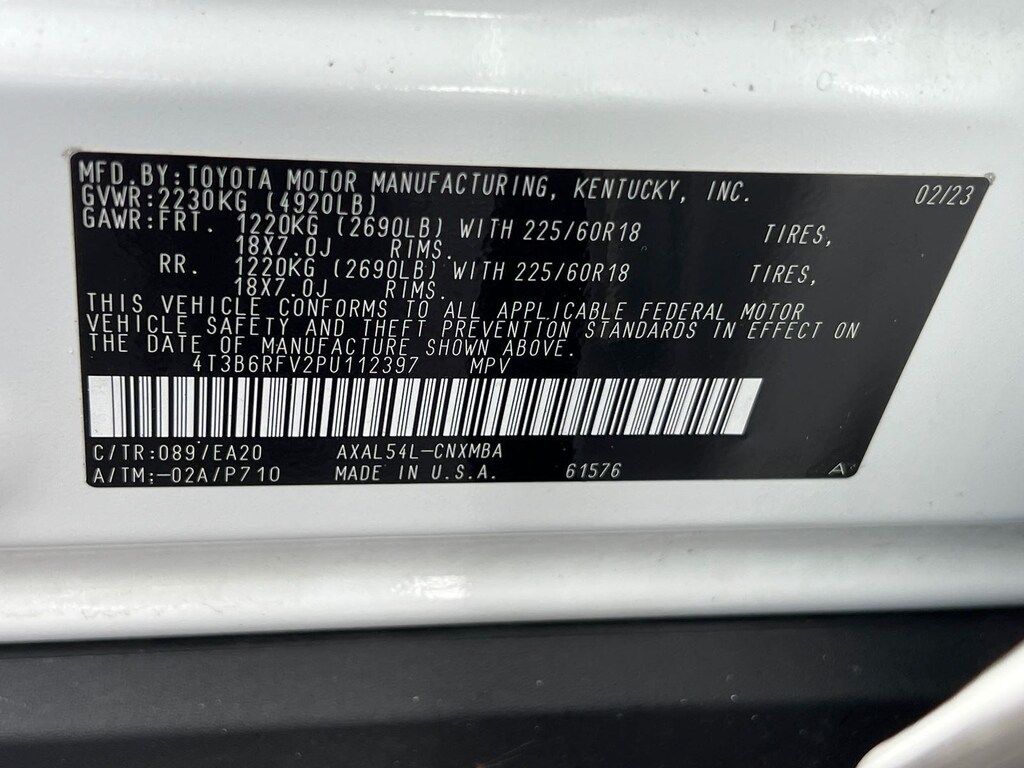 MFD.BY:TOYOTA MOTOR MANUFACTURING, KENTUCKY, INC. 02/23
GVWR:2230KG (4920LB)
GAWR:FRT. 1220KG (2690LB) WITH 225/60R18 TIRES,
18X7.0J RIMS.
RR. 1220KG (2690LB) WITH 225/60R18 TIRES,
18X7.0J RIMS.
THIS VEHICLE CONFORMS TO ALL APPLICABLE FEDERAL MOTOR
VEHICLE SAFETY AND THEFT PREVENTION STANDARDS IN EFFECT ON
THE DATE OF MANUFACTURE SHOWN ABOVE.
4T3B6RFV2PU112397 MPV
C/TR:089/EA20 AXAL54L-CNXMBA
A/TM:-02A/P710 MADE IN U.S.A. 61576 A